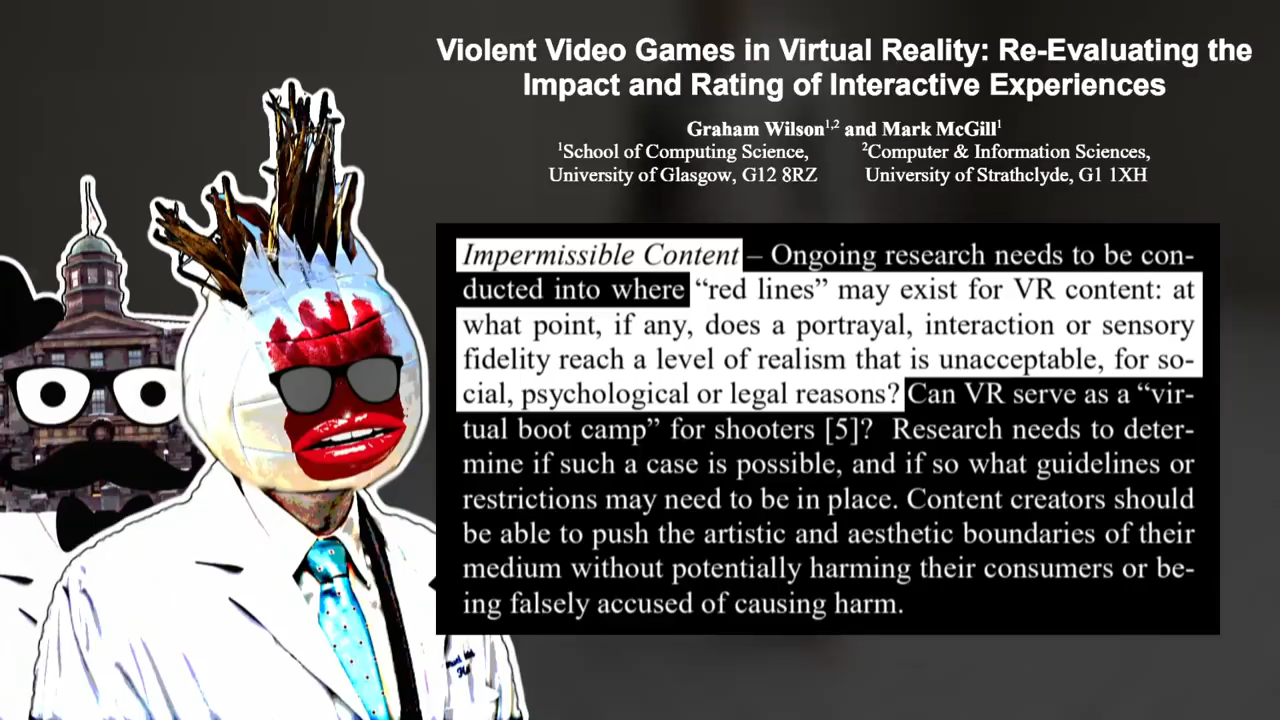 Violent Video Games in Virtual Reality: Re-Evaluating the
Impact and Rating of Interactive Experiences
Graham Wilson1,2 and Mark McGill1
1School of Computing Science,
University of Glasgow, G12 8RZ
2Computer & Information Sciences,
University of Strathclyde, G1 1XH
Impermissible Content – Ongoing research needs to be con-
ducted into where “red lines” may exist for VR content: at
what point, if any, does a portrayal, interaction or sensory
fidelity reach a level of realism that is unacceptable, for so-
cial, psychological or legal reasons? Can VR serve as a “vir-
tual boot camp” for shooters [5]? Research needs to deter-
mine if such a case is possible, and if so what guidelines or
restrictions may need to be in place. Content creators should
be able to push the artistic and aesthetic boundaries of their
medium without potentially harming their consumers or be-
ing falsely accused of causing harm.